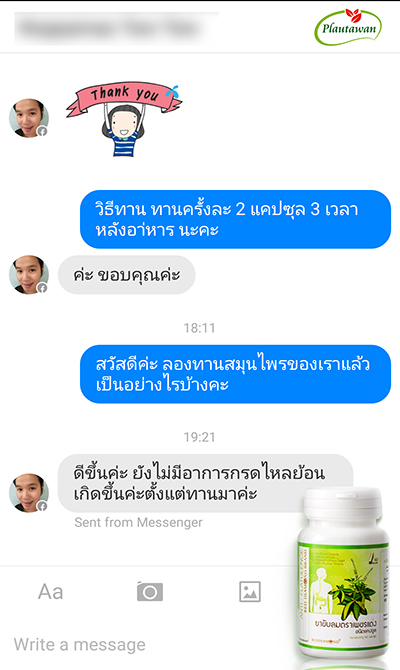 Plautawan
Thank you
วิธีทาน ทานครั้งละ 2 แคปซุล 3 เวลา
หลังอา่หาร นะคะ
ค่ะ ขอบคุณค่ะ
18:11
สวัสดีค่ะ ลองทานสมุนไพรของเราแล้ว
เป็นอย่างไรบ้างคะ
19:21
ดีขึ้นค่ะ ยังไม่มีอาการกรดไหลย้อน
เกิดขึ้นค่ะตั้งแต่ทานมาค่ะ
Sent from Messenger
Aa
ยาขับลมตราเพชรแดง
ชนิดแคปซูล
Write a message